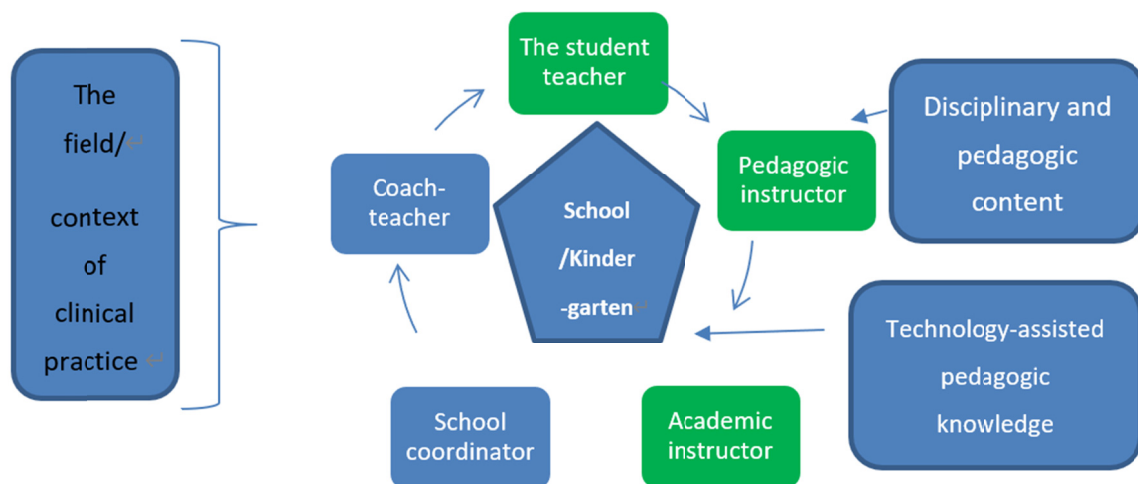 The
field/↵
context
of
clinical
practice ↵
The student
teacher
Coach-
teacher
School
/Kinder
-garten↵
Pedagogic
instructor
Disciplinary and
pedagogic
content
School
coordinator
Academic
instructor
Technology-assisted
pedagogic
knowledge